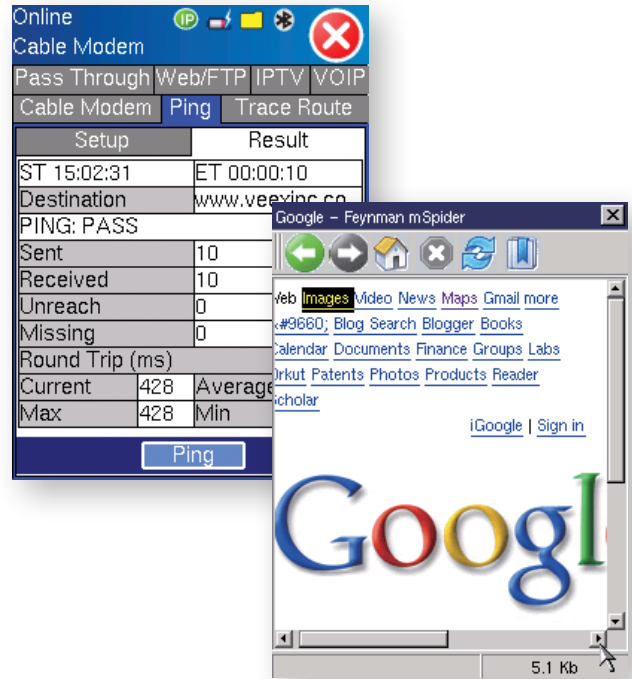 Online
Cable Modem
IP
Pass Through Web/FTP IPTV VOIP
Cable Modem Ping Trace Route
Setup Result
ST 15:02:31 ET 00:00:10
Destination www.veexinc.co
PING: PASS
Sent 10
Received 10
Unreach 0
Missing 0
Round Trip (ms)
Current 428 Average
Max 428 Min
Ping
Google - Feynman mSpider
Web Images Video News Maps Gmail more
&#9660; Blog Search Blogger Books
Calendar Documents Finance Groups Labs
Orkut Patents Photos Products Reader
Scholar
iGoogle | Sign in
Googl
5.1 Kb